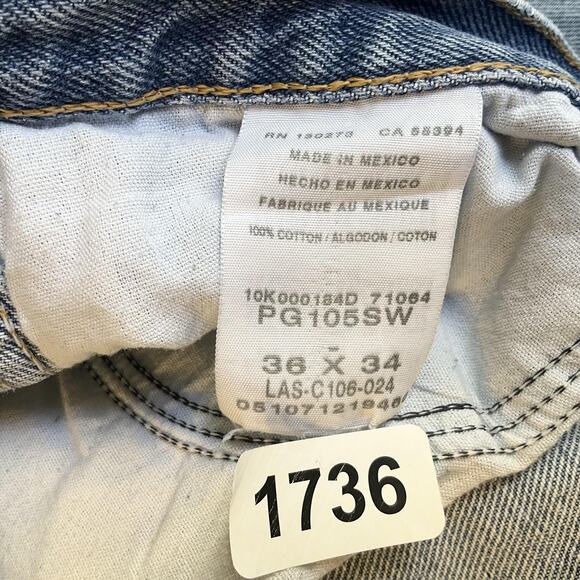 RN 130273 CA 55394
MADE IN MEXICO
HECHO EN MEXICO
FABRIQUE AU MEXIQUE
100% COTTON / ALGODON / COTON
10K000184D 71064
PG105SW
-
36 X 34
LAS-C106-024
1736